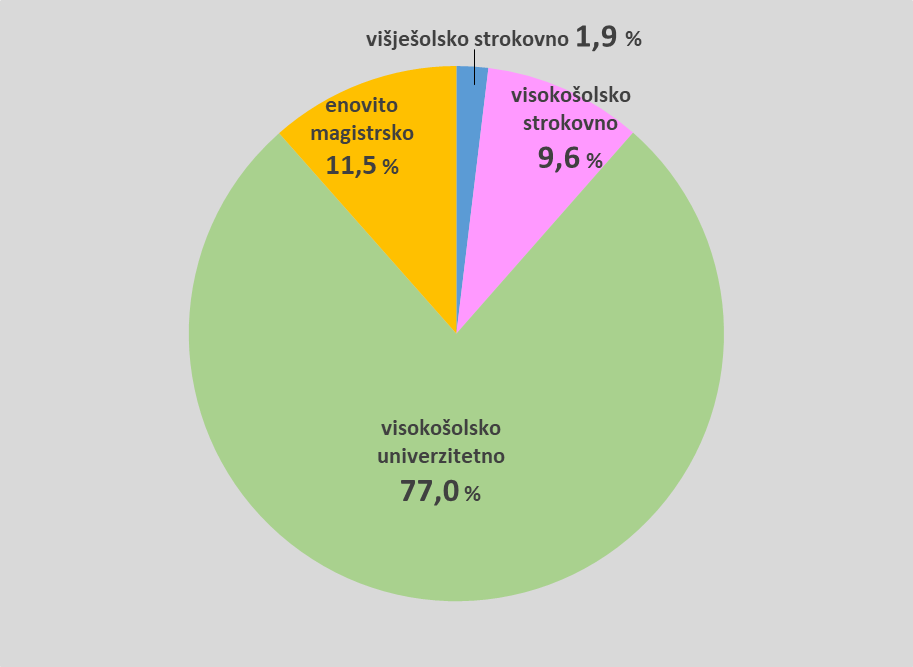 višješolsko strokovno 1,9 %
visokošolsko
strokovno
9,6 %
enovito
magistrsko
11,5 %
visokošolsko
univerzitetno
77,0 %